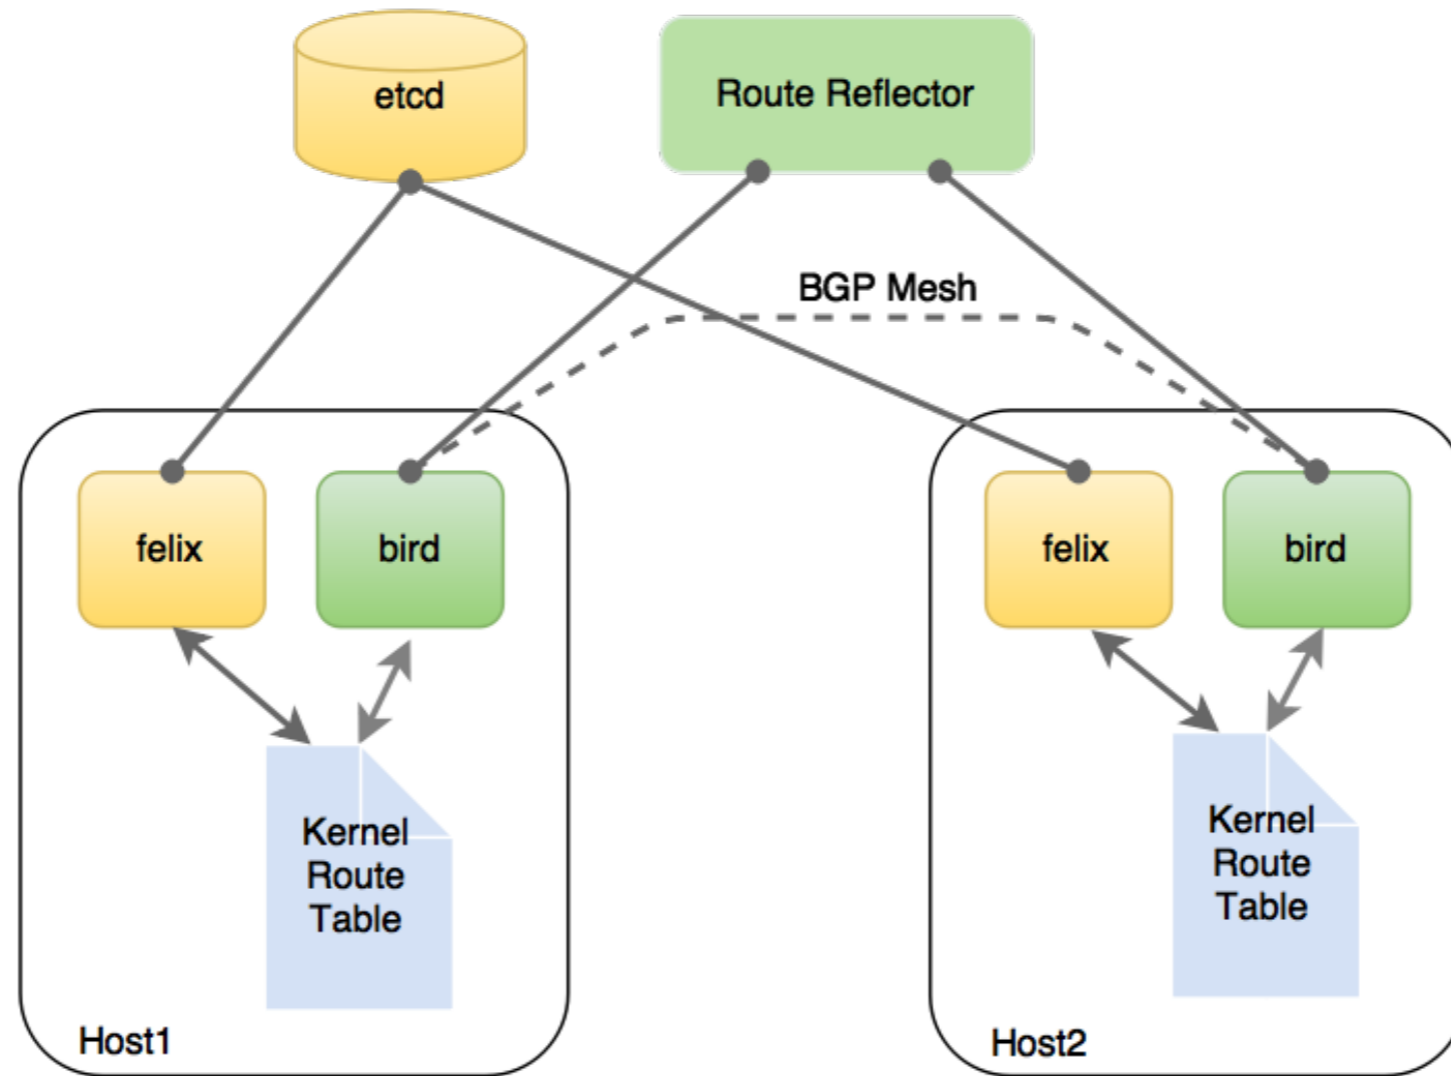 etcd
Route Reflector
BGP Mesh
felix
bird
felix
bird
Kernel
Route
Table
Kernel
Route
Table
Host1
Host2